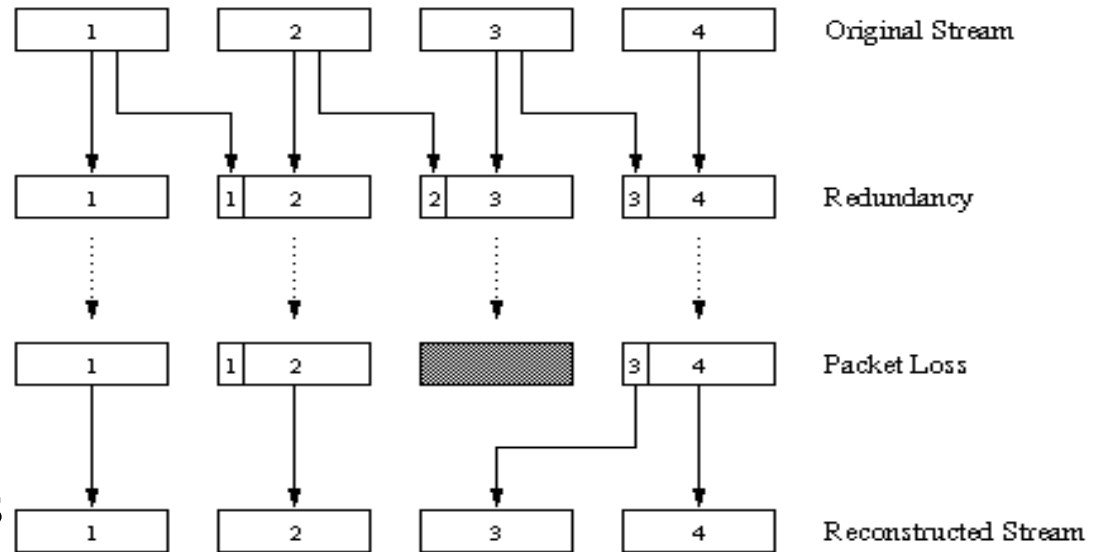 1 2 3 4 Original Stream
1 1 2 2 3 3 4 Redundancy
1 1 2 3 4 Packet Loss
s
1 2 3 4 Reconstructed Stream